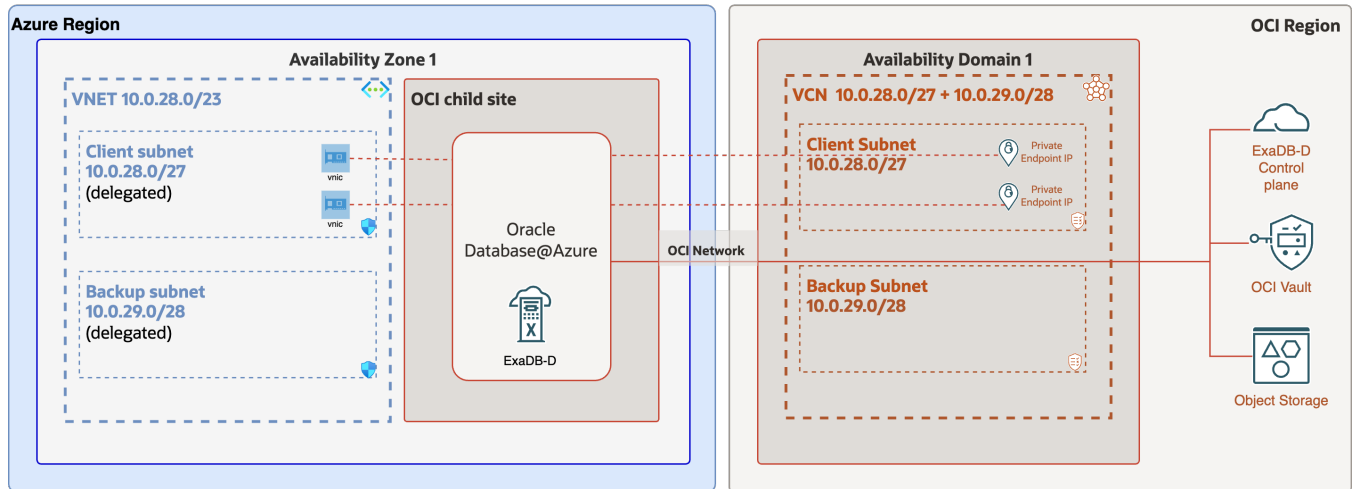 Azure Region
Availability Zone 1
VNET 10.0.28.0/23
Client subnet
10.0.28.0/27
(delegated)
vnic
vnic
Backup subnet
10.0.29.0/28
(delegated)
OCI child site
Oracle
Database@Azure
X
ExaDB-D
OCI Network
OCI Region
Availability Domain 1
VCN 10.0.28.0/27 + 10.0.29.0/28
Client Subnet
10.0.28.0/27
Private
Endpoint IP
Private
Endpoint IP
Backup Subnet
10.0.29.0/28
ExaDB-D
Control
plane
OCI Vault
Object Storage